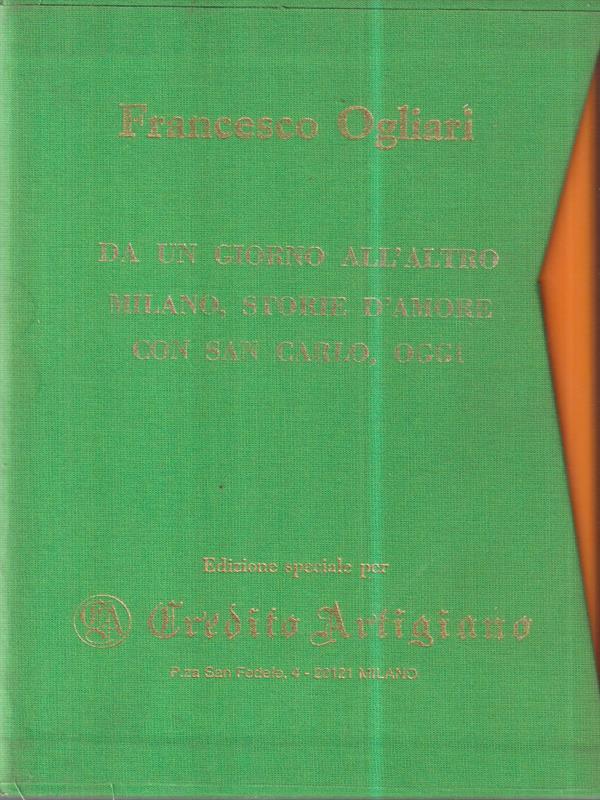 Francesco Ogliari
DA UN GIORNO ALL'ALTRO
MILANO, STORIE D'AMORE
CON SAN CARLO, OGGI
Edizione speciale per
CA Credito Artigiano
P.za San Fedele, 4 - 20121 MILANO